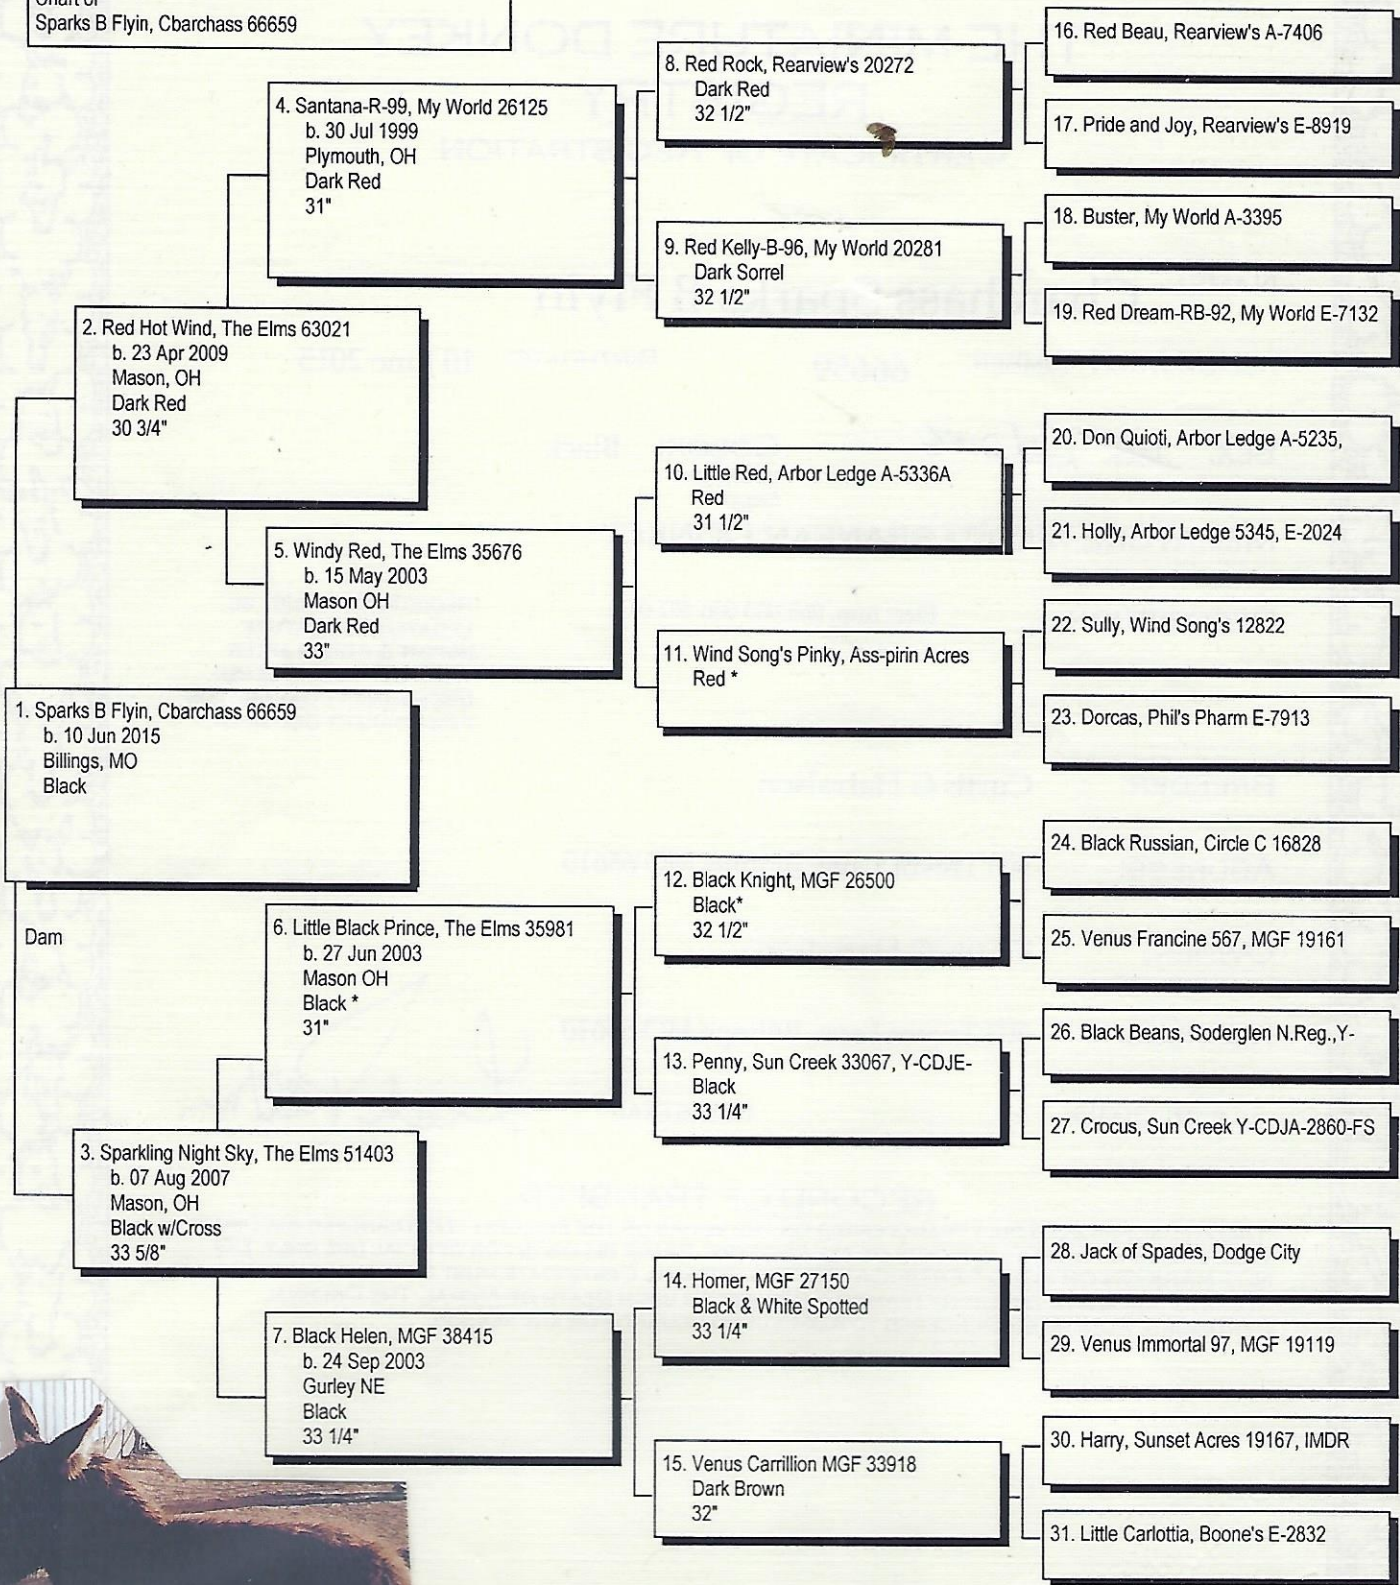 Chart of
Sparks B Flyin, Cbarchass 66659
1. Sparks B Flyin, Cbarchass 66659
b. 10 Jun 2015
Billings, MO
Black
Dam
2. Red Hot Wind, The Elms 63021
b. 23 Apr 2009
Mason, OH
Dark Red
30 3/4"
3. Sparkling Night Sky, The Elms 51403
b. 07 Aug 2007
Mason, OH
Black w/Cross
33 5/8"
4. Santana-R-99, My World 26125
b. 30 Jul 1999
Plymouth, OH
Dark Red
31"
5. Windy Red, The Elms 35676
b. 15 May 2003
Mason OH
Dark Red
33"
6. Little Black Prince, The Elms 35981
b. 27 Jun 2003
Mason OH
Black *
31"
7. Black Helen, MGF 38415
b. 24 Sep 2003
Gurley NE
Black
33 1/4"
8. Red Rock, Rearview's 20272
Dark Red
32 1/2"
9. Red Kelly-B-96, My World 20281
Dark Sorrel
32 1/2"
10. Little Red, Arbor Ledge A-5336A
Red
31 1/2"
11. Wind Song's Pinky, Ass-pirin Acres
Red *
12. Black Knight, MGF 26500
Black*
32 1/2"
13. Penny, Sun Creek 33067, Y-CDJE-
Black
33 1/4"
14. Homer, MGF 27150
Black & White Spotted
33 1/4"
15. Venus Carrillion MGF 33918
Dark Brown
32"
16. Red Beau, Rearview's A-7406
17. Pride and Joy, Rearview's E-8919
18. Buster, My World A-3395
19. Red Dream-RB-92, My World E-7132
20. Don Quioti, Arbor Ledge A-5235,
21. Holly, Arbor Ledge 5345, E-2024
22. Sully, Wind Song's 12822
23. Dorcas, Phil's Pharm E-7913
24. Black Russian, Circle C 16828
25. Venus Francine 567, MGF 19161
26. Black Beans, Soderglen N.Reg.,Y-
27. Crocus, Sun Creek Y-CDJA-2860-FS
28. Jack of Spades, Dodge City
29. Venus Immortal 97, MGF 19119
30. Harry, Sunset Acres 19167, IMDR
31. Little Carlottia, Boone's E-2832